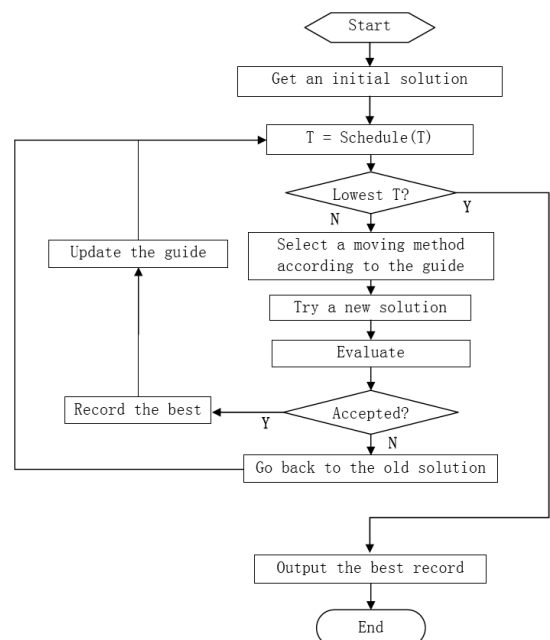 Start
Get an initial solution
T = Schedule(T)
Lowest T?
Y
N
Update the guide
Select a moving method
according to the guide
Try a new solution
Evaluate
Record the best
Accepted?
Y
N
Go back to the old solution
Output the best record
End